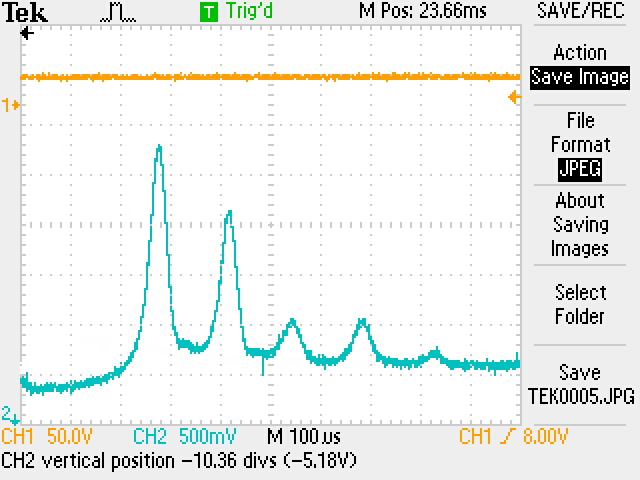 Tek T Trig'd M Pos: 23.66ms SAVE/REC
Action
Save Image
1
File
Format
JPEG
About
Saving
Images
Select
Folder
Save
TEK0005.JPG
2
CH1 50.0V CH2 500mV M 100µs CH1 8.00V
CH2 vertical position -10.36 divs (-5.18V)